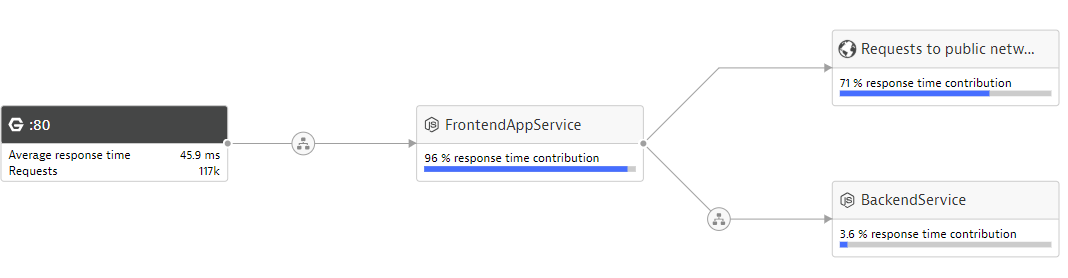 :80
Average response time 45.9 ms
Requests 117k
FrontendAppService
96 % response time contribution
Requests to public netw...
71 % response time contribution
BackendService
3.6 % response time contribution